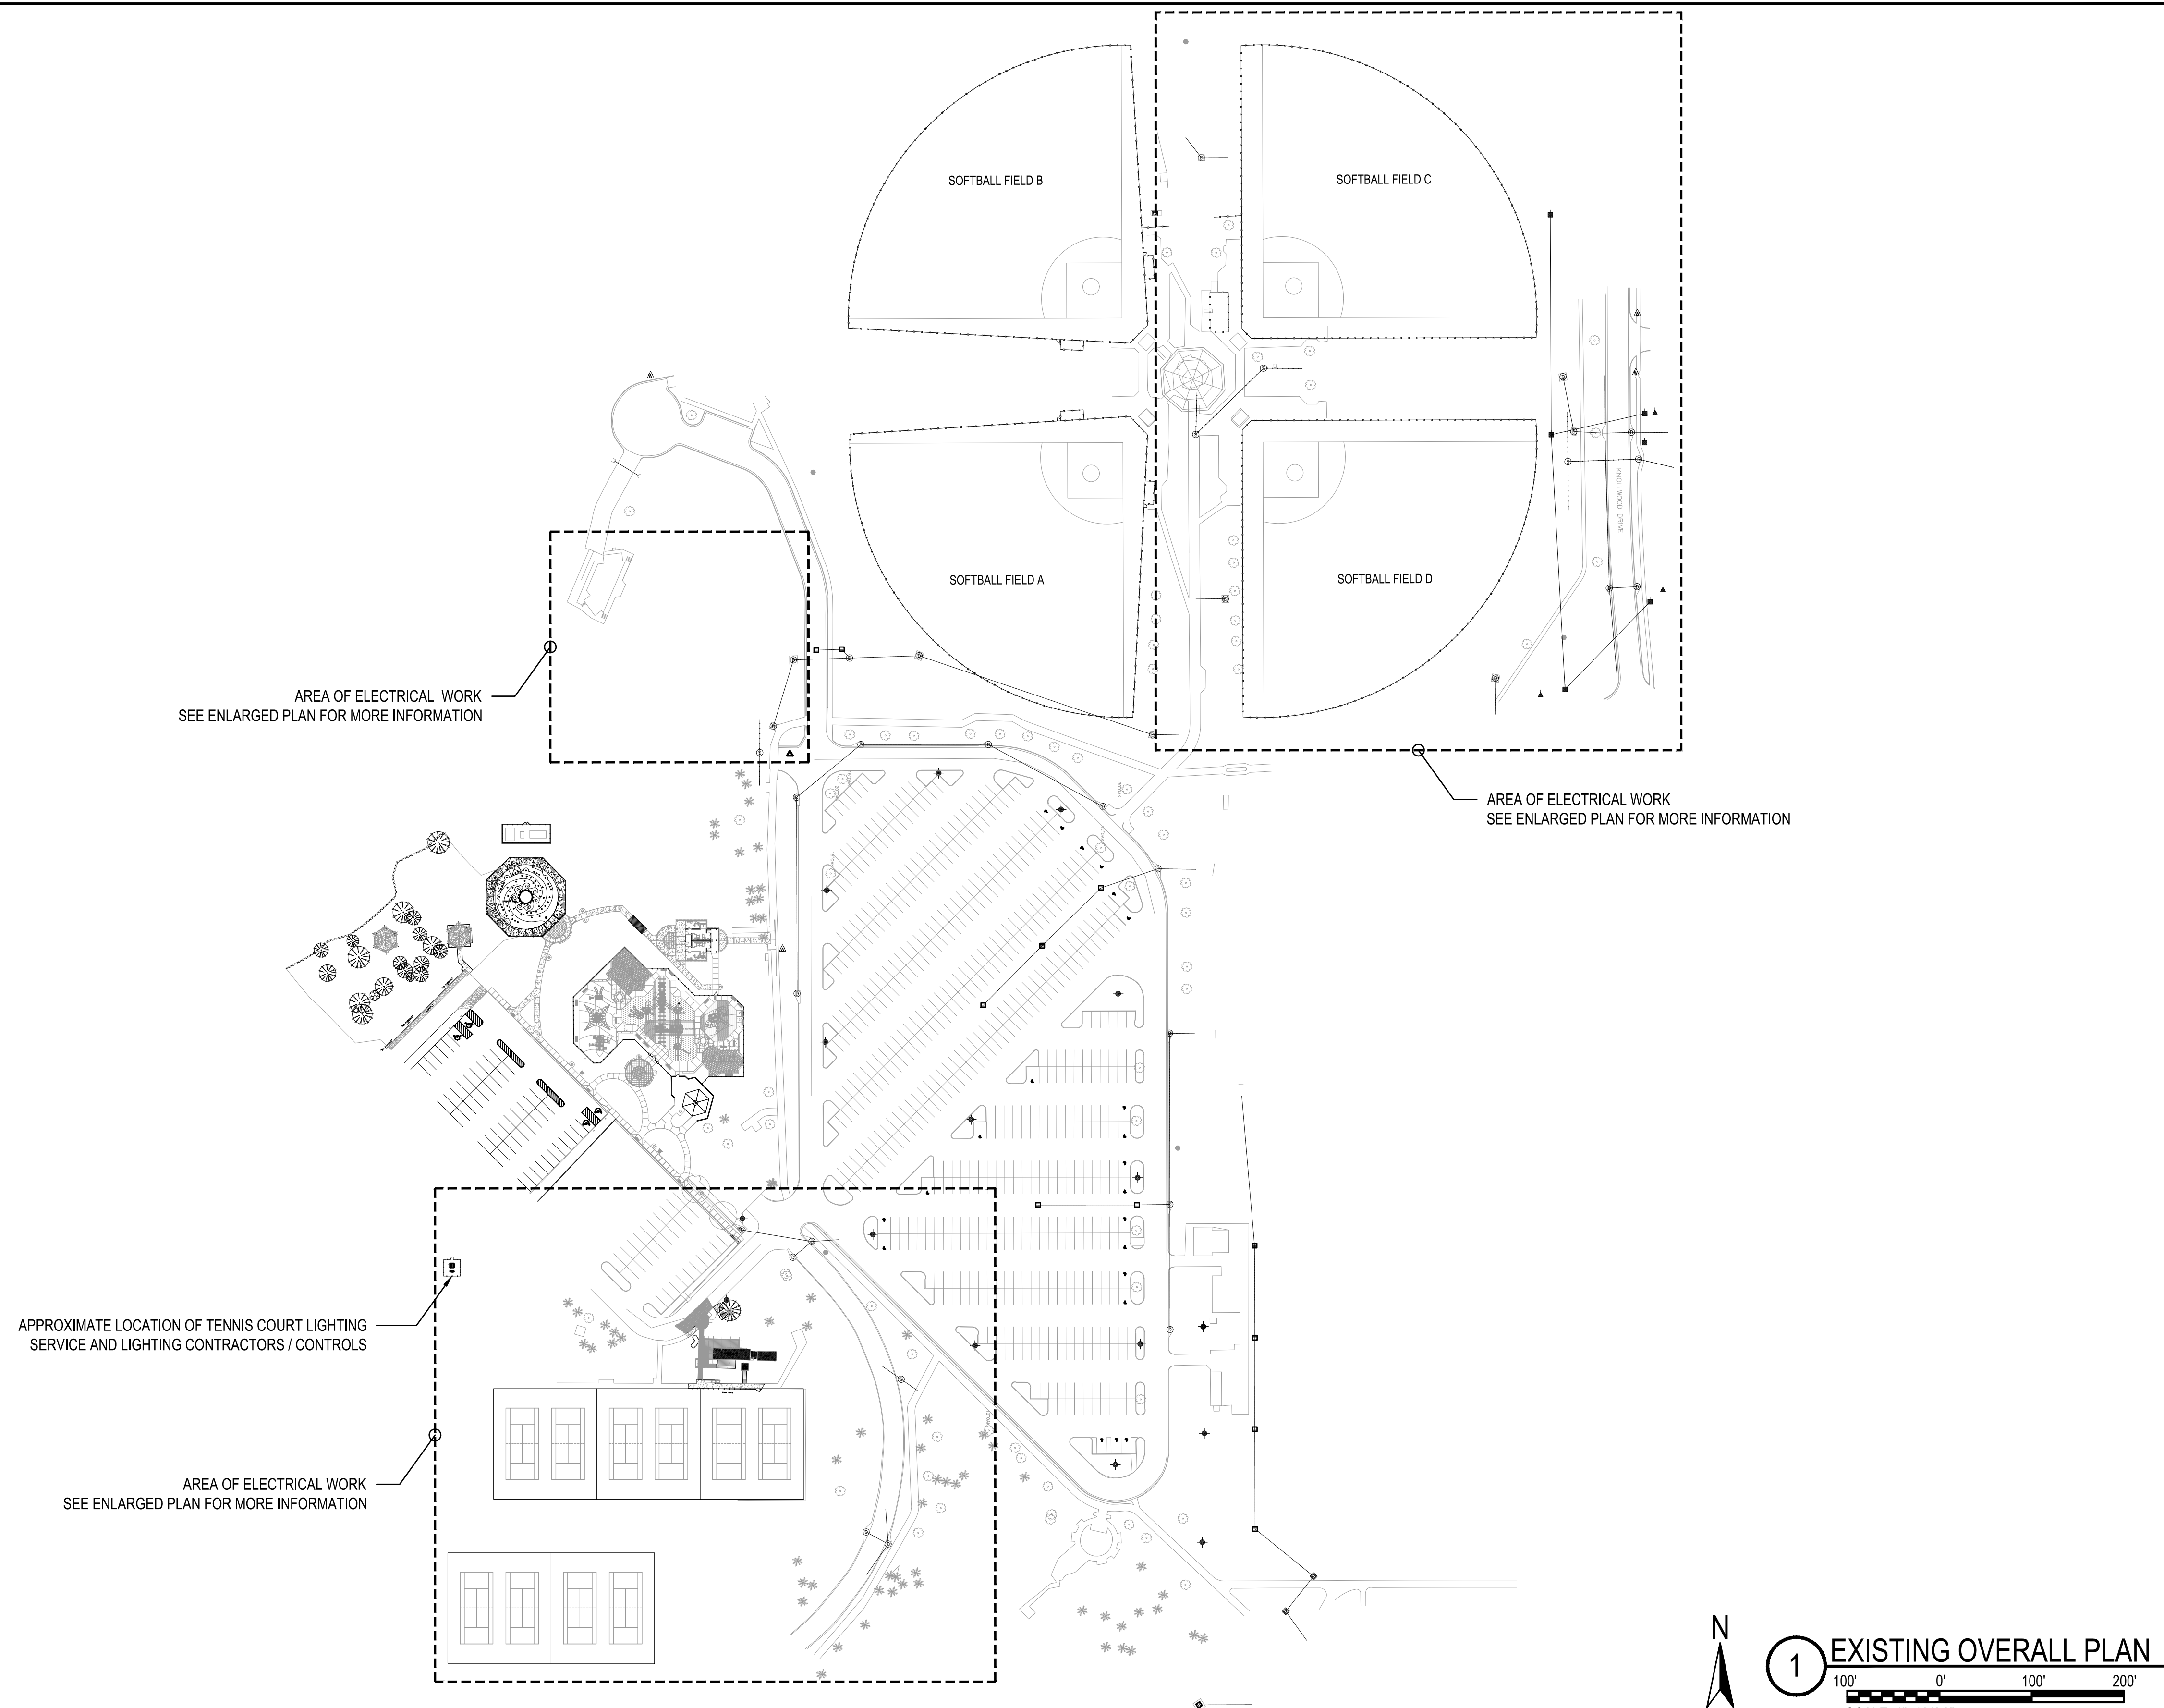 SOFTBALL FIELD B
SOFTBALL FIELD C
KNOLLWOOD DRIVE
SOFTBALL FIELD A
SOFTBALL FIELD D
AREA OF ELECTRICAL WORK
SEE ENLARGED PLAN FOR MORE INFORMATION
AREA OF ELECTRICAL WORK
SEE ENLARGED PLAN FOR MORE INFORMATION
APPROXIMATE LOCATION OF TENNIS COURT LIGHTING
SERVICE AND LIGHTING CONTRACTORS / CONTROLS
AREA OF ELECTRICAL WORK
SEE ENLARGED PLAN FOR MORE INFORMATION
N
1
EXISTING OVERALL PLAN
100' 0' 100' 200'